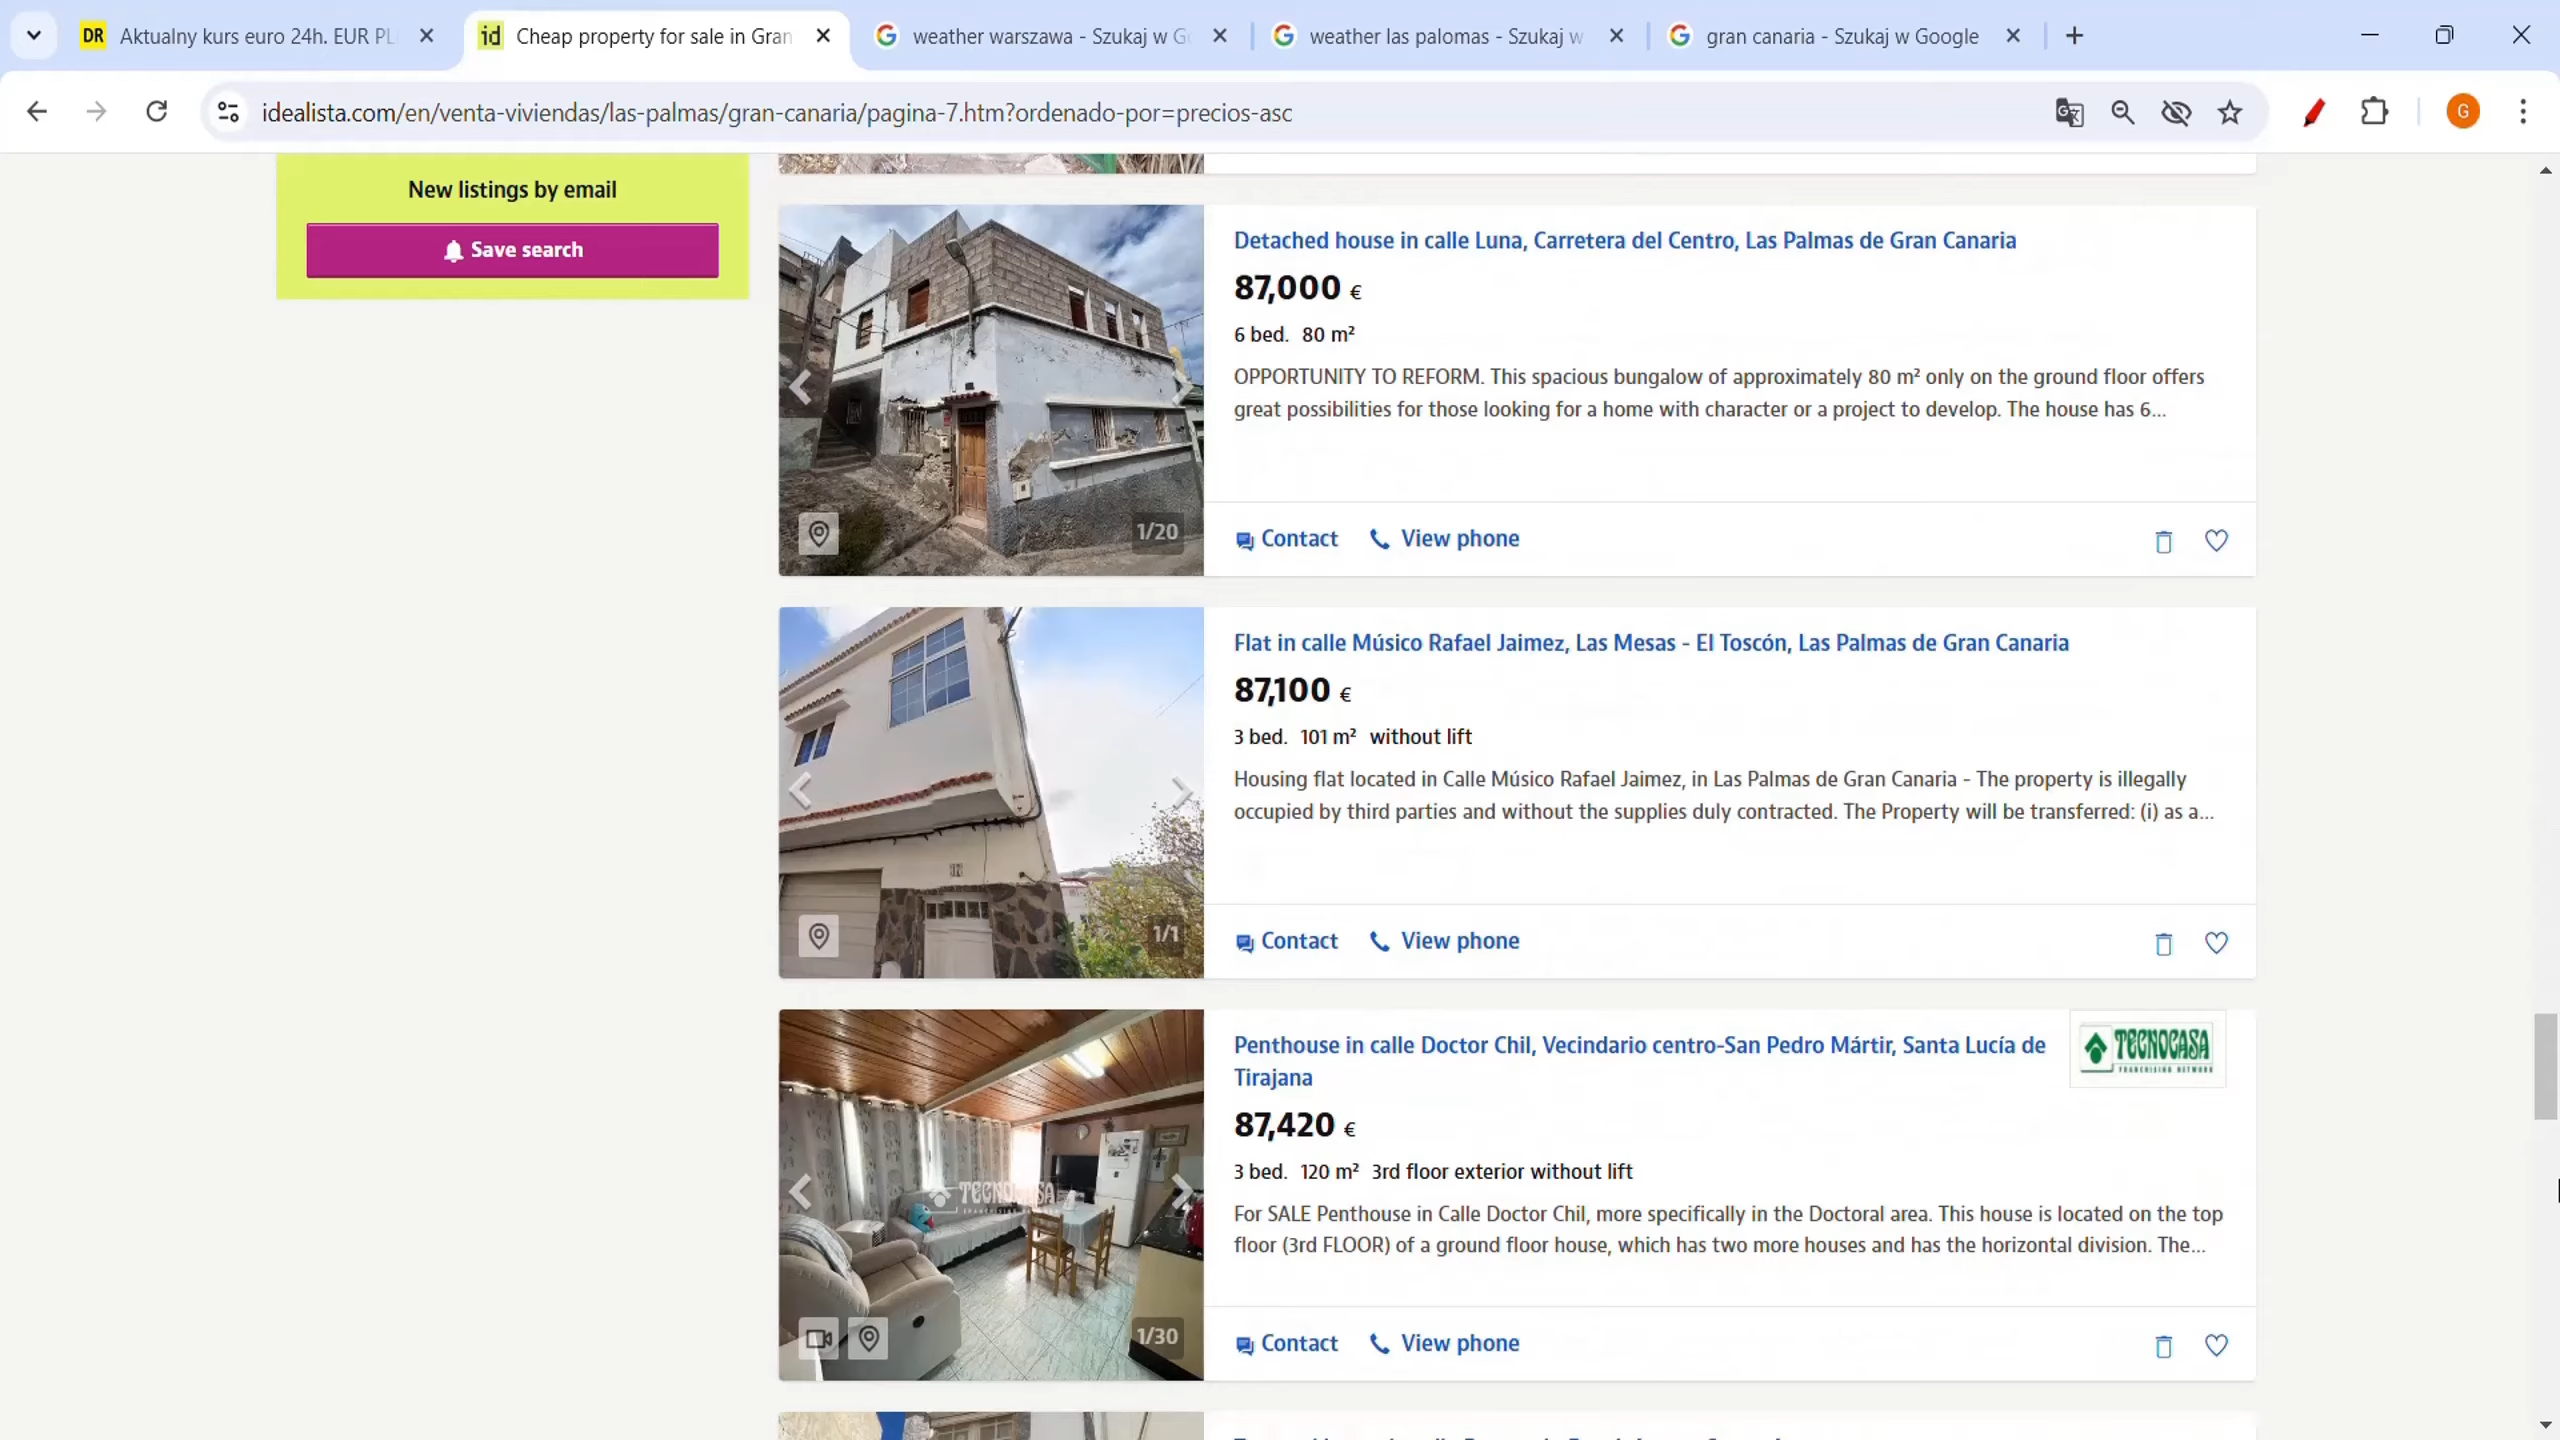 DR Aktualny kurs euro 24h. EUR PL
id Cheap property for sale in Gran
weather warszawa - Szukaj w Go
weather las palomas - Szukaj w
gran canaria - Szukaj w Google
idealista.com/en/venta-viviendas/las-palmas/gran-canaria/pagina-7.htm?ordenado-por=precios-asc
G
New listings by email
Save search
Detached house in calle Luna, Carretera del Centro, Las Palmas de Gran Canaria
87,000 €
6 bed. 80 m²
OPPORTUNITY TO REFORM. This spacious bungalow of approximately 80 m² only on the ground floor offers
great possibilities for those looking for a home with character or a project to develop. The house has 6...
1/20
Contact View phone
Flat in calle Músico Rafael Jaimez, Las Mesas - El Toscón, Las Palmas de Gran Canaria
87,100 €
3 bed. 101 m² without lift
Housing flat located in Calle Músico Rafael Jaimez, in Las Palmas de Gran Canaria - The property is illegally
occupied by third parties and without the supplies duly contracted. The Property will be transferred: (i) as a...
1/1
Contact View phone
Penthouse in calle Doctor Chil, Vecindario centro-San Pedro Mártir, Santa Lucía de
Tirajana
TECNOCASA
FRANCHISING NETWORK
87,420 €
3 bed. 120 m² 3rd floor exterior without lift
TECNOCASA
For SALE Penthouse in Calle Doctor Chil, more specifically in the Doctoral area. This house is located on the top
floor (3rd FLOOR) of a ground floor house, which has two more houses and has the horizontal division. The...
1/30
Contact View phone